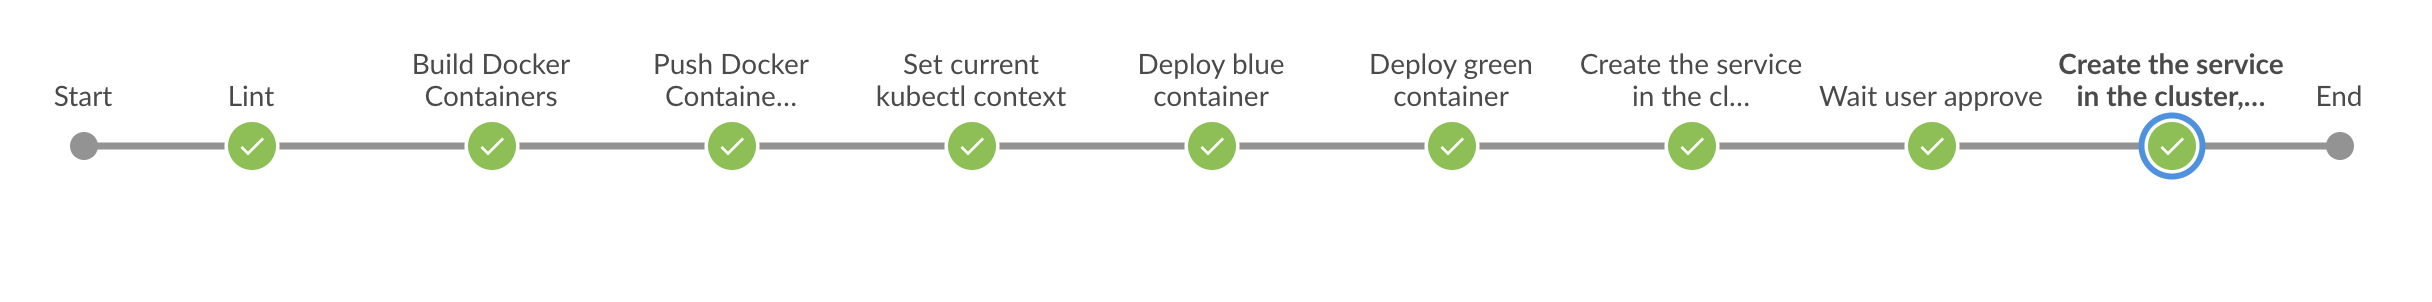 Start
Lint
Build Docker
Containers
Push Docker
Containe...
Set current
kubectl context
Deploy blue
container
Deploy green
container
Create the service
in the cl...
Wait user approve
Create the service
in the cluster,...
End